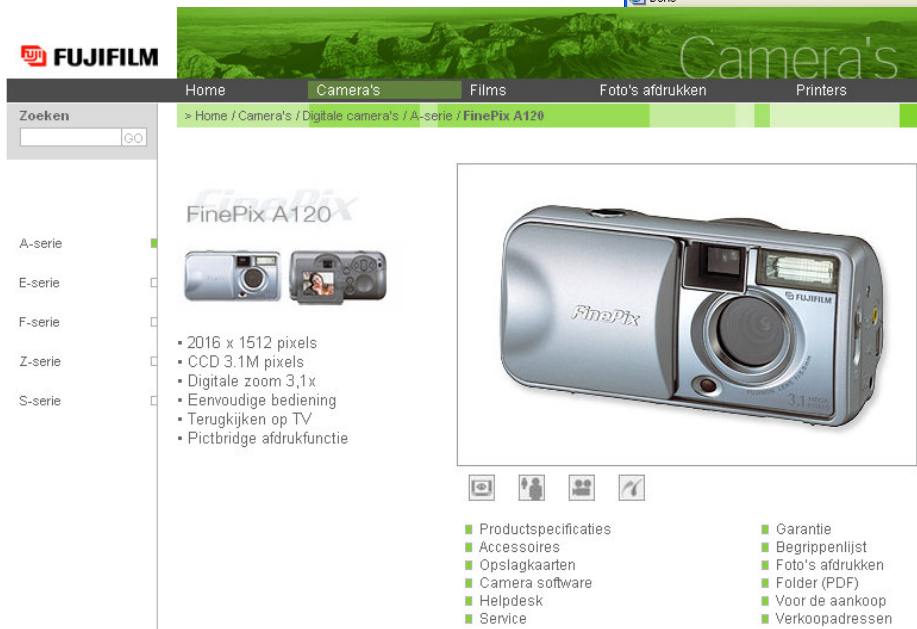 Done
FUJIFILM
Camera's
Home Camera's Films Foto's afdrukken Printers
Zoeken
GO
> Home / Camera's / Digitale camera's / A-serie / FinePix A120
FinePix
FinePix A120
A-serie
E-serie
F-serie
Z-serie
S-serie
▪ 2016 x 1512 pixels
▪ CCD 3.1M pixels
▪ Digitale zoom 3,1x
▪ Eenvoudige bediening
▪ Terugkijken op TV
▪ Pictbridge afdrukfunctie
FUJIFILM
FinePix
3.1 MEGA PIXELS
Productspecificaties
Accessoires
Opslagkaarten
Camera software
Helpdesk
Service
Garantie
Begrippenlijst
Foto's afdrukken
Folder (PDF)
Voor de aankoop
Verkoopadressen